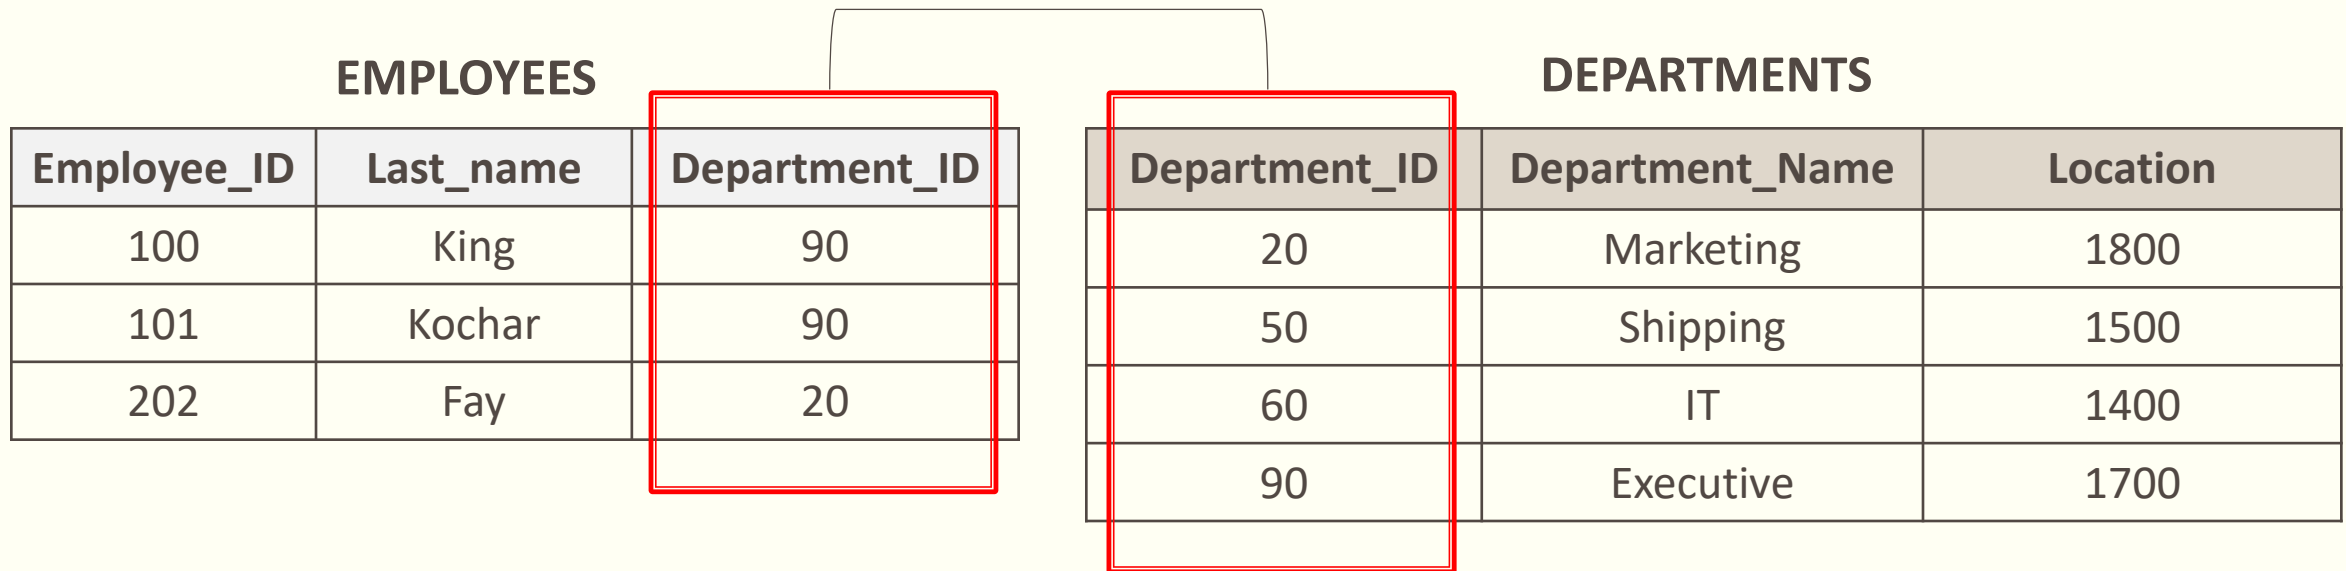 EMPLOYEES
Employee_ID Last_name Department_ID
100 King 90
101 Kochar 90
202 Fay 20
DEPARTMENTS
Department_ID Department_Name Location
20 Marketing 1800
50 Shipping 1500
60 IT 1400
90 Executive 1700